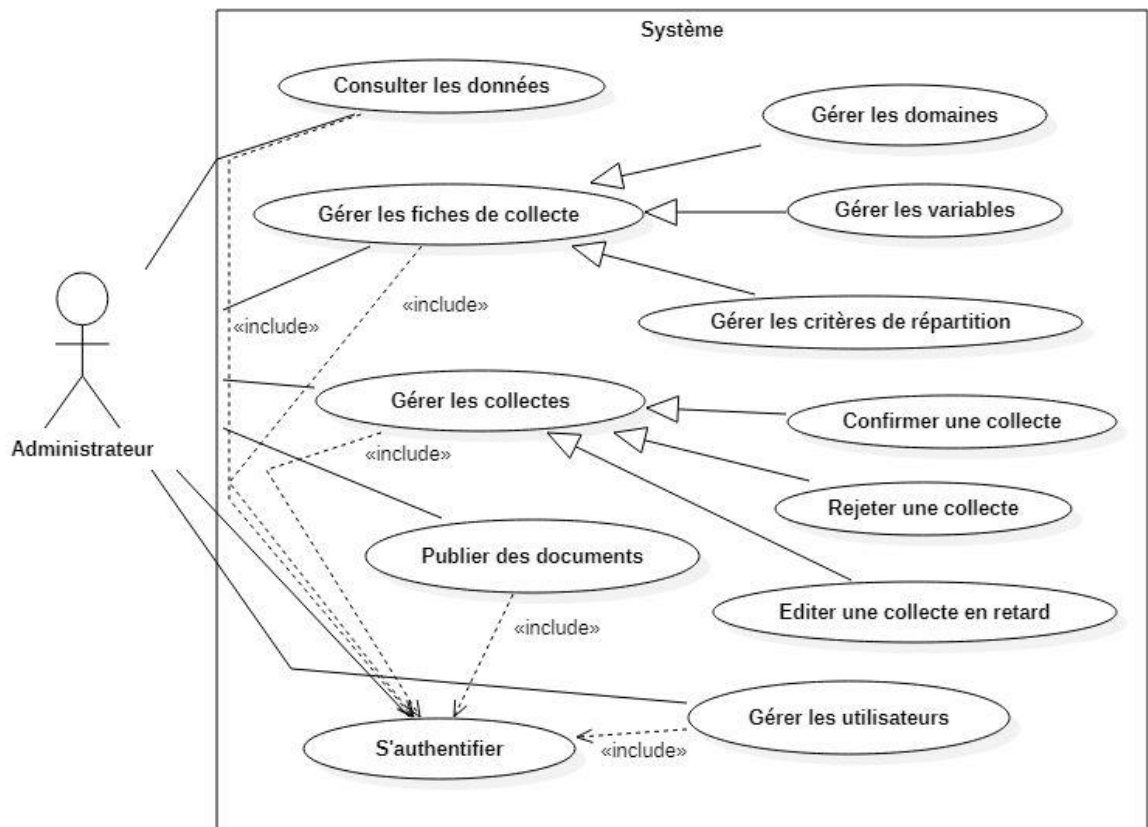 Système
Consulter les données
Gérer les domaines
Gérer les fiches de collecte
Gérer les variables
«include»
«include»
Gérer les critères de répartition
Gérer les collectes
Confirmer une collecte
Administrateur
«include»
Rejeter une collecte
Publier des documents
Editer une collecte en retard
«include»
Gérer les utilisateurs
S'authentifier
«include»